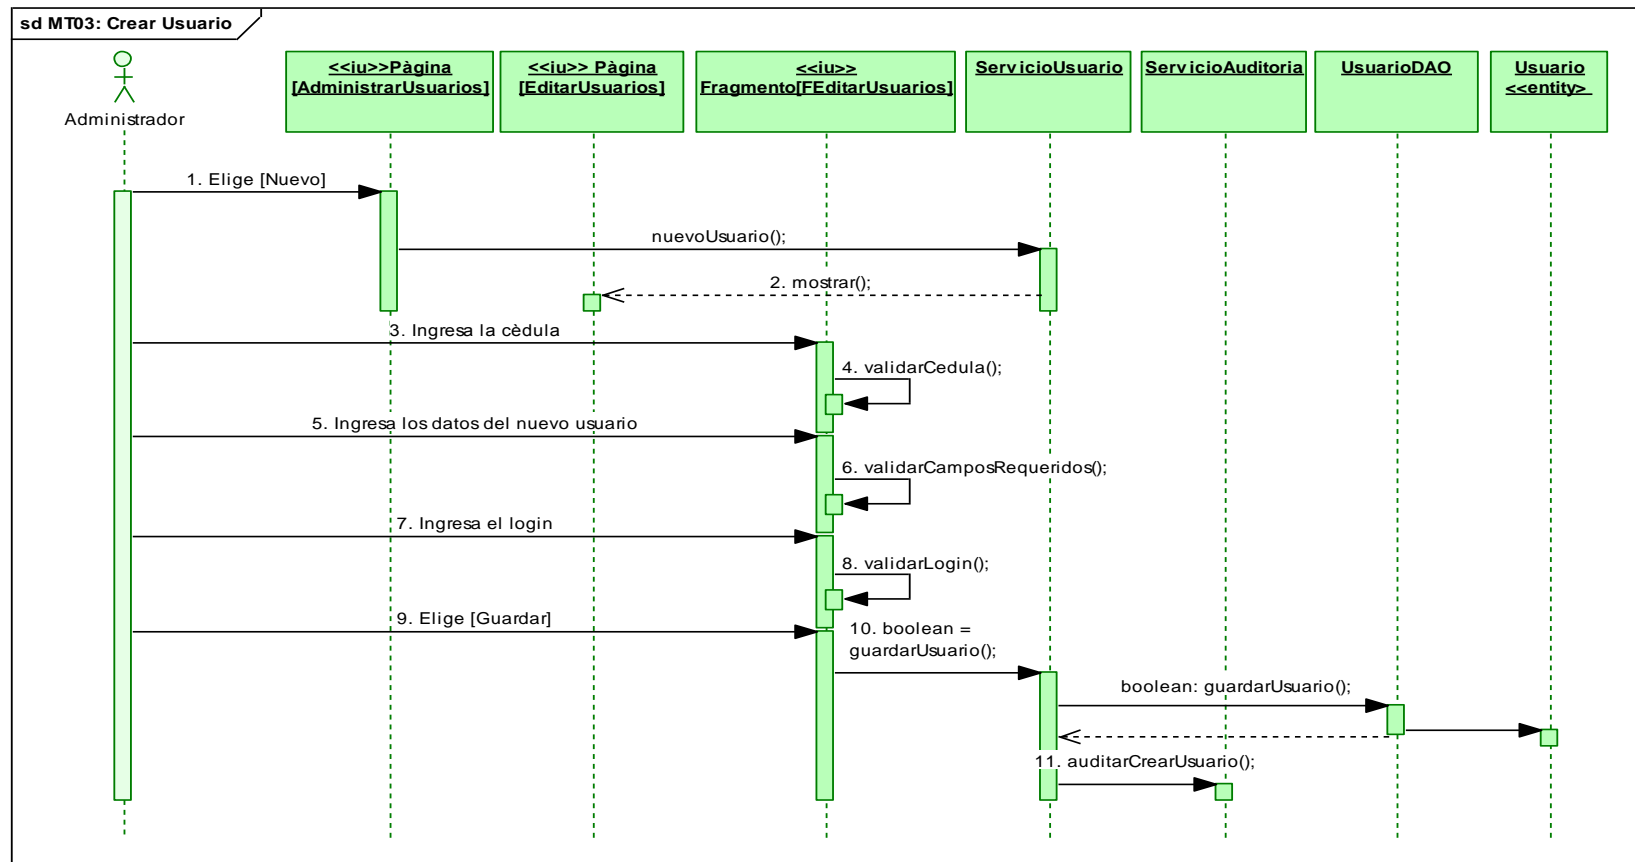 sd MT03: Crear Usuario
Administrador
<<iu>>Pàgina
[AdministrarUsuarios]
<<iu>> Pàgina
[EditarUsuarios]
<<iu>>
Fragmento[FEditarUsuarios]
ServicioUsuario
ServicioAuditoria
UsuarioDAO
Usuario
<<entity>
1. Elige [Nuevo]
nuevoUsuario();
2. mostrar();
3. Ingresa la cèdula
4. validarCedula();
5. Ingresa los datos del nuevo usuario
6. validarCamposRequeridos();
7. Ingresa el login
8. validarLogin();
9. Elige [Guardar]
10. boolean =
guardarUsuario();
boolean: guardarUsuario();
11. auditarCrearUsuario();